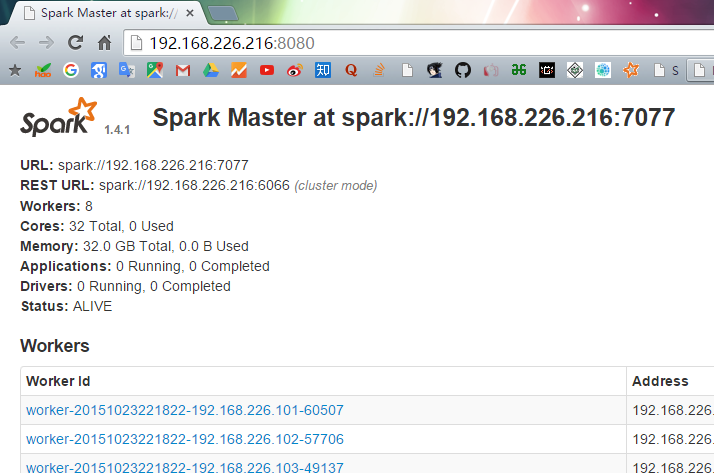 Spark Master at spark://
192.168.226.216:8080
S
Spark 1.4.1
Spark Master at spark://192.168.226.216:7077
URL: spark://192.168.226.216:7077
REST URL: spark://192.168.226.216:6066 (cluster mode)
Workers: 8
Cores: 32 Total, 0 Used
Memory: 32.0 GB Total, 0.0 B Used
Applications: 0 Running, 0 Completed
Drivers: 0 Running, 0 Completed
Status: ALIVE
Workers
Worker Id Address
worker-20151023221822-192.168.226.101-60507 192.168.226.
worker-20151023221822-192.168.226.102-57706 192.168.226.
worker-20151023221822-192.168.226.103-49137 192.168.226.